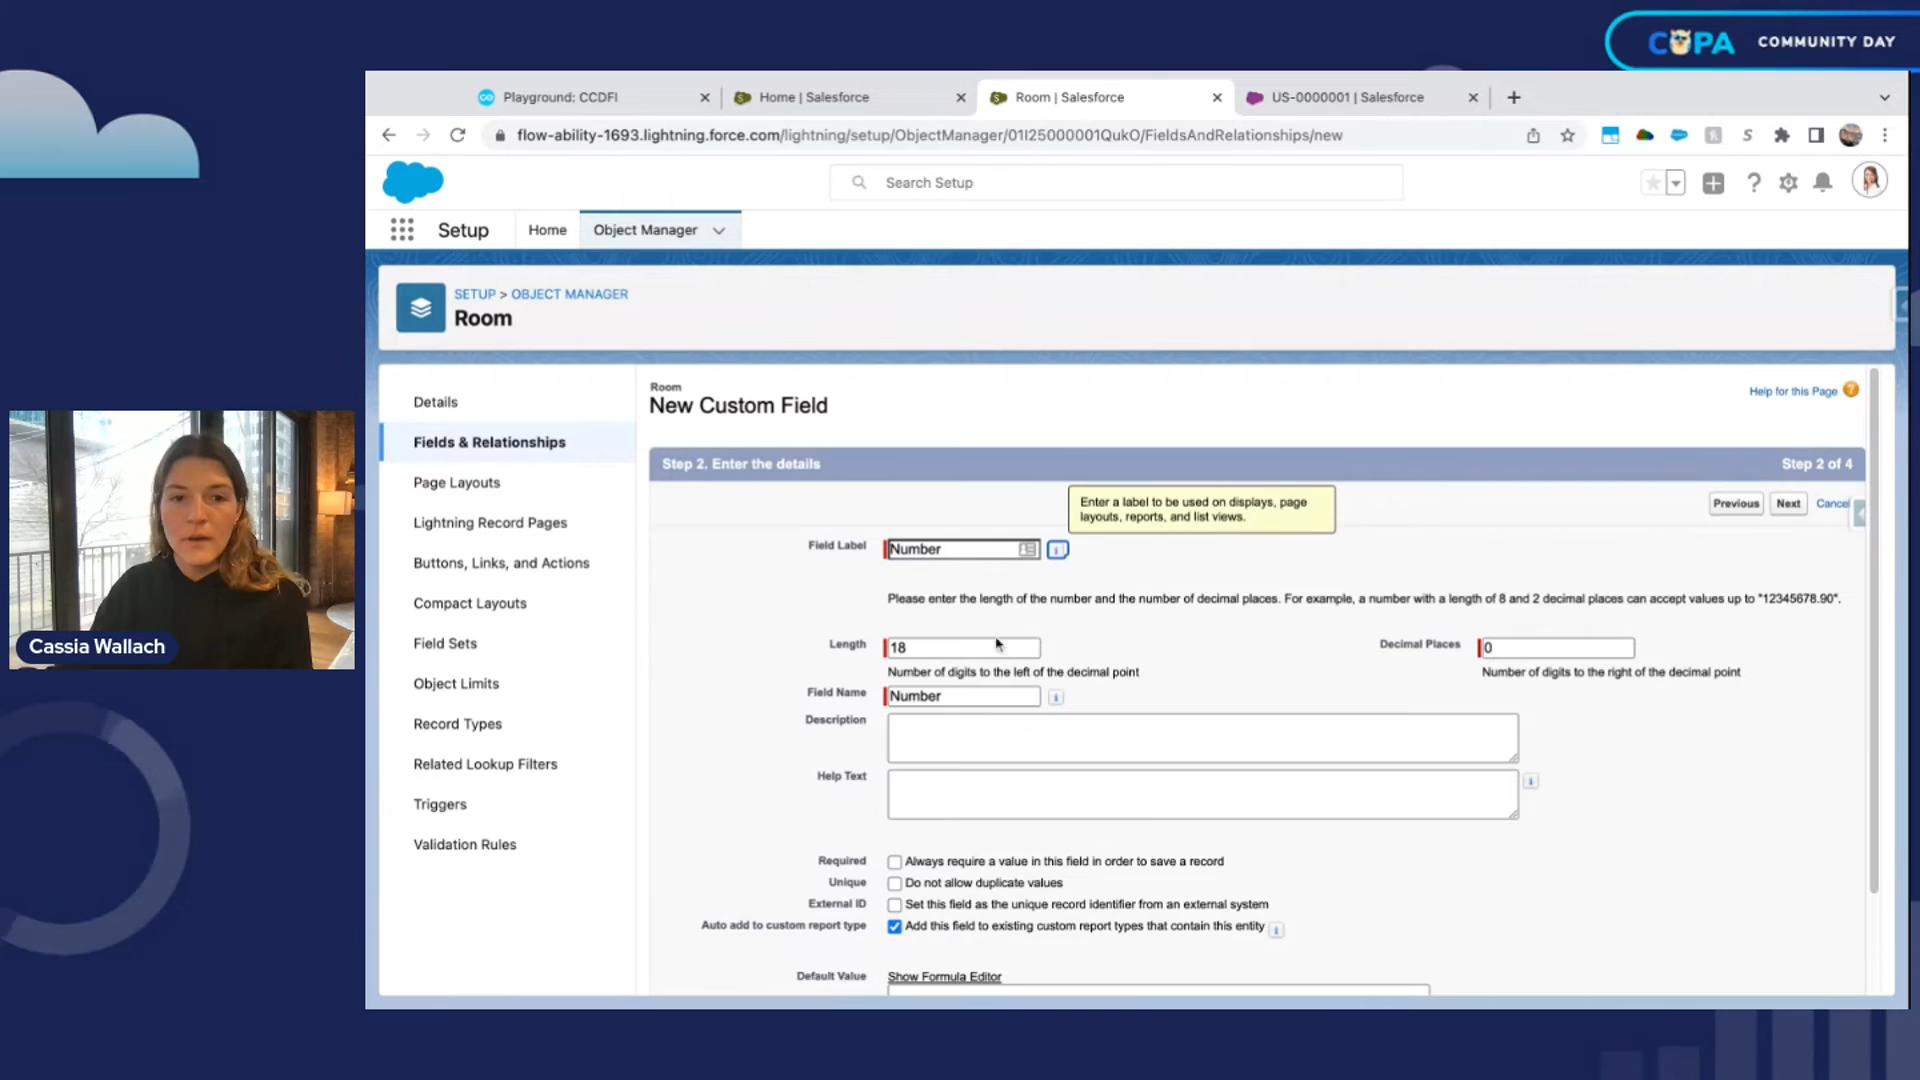 COPA COMMUNITY DAY
Playground: CCDFI
Home | Salesforce
Room | Salesforce
US-0000001 | Salesforce
flow-ability-1693.lightning.force.com/lightning/setup/ObjectManager/01I25000001QukO/FieldsAndRelationships/new
Search Setup
Setup
Home
Object Manager
SETUP > OBJECT MANAGER
Room
Details
Fields & Relationships
Page Layouts
Lightning Record Pages
Buttons, Links, and Actions
Compact Layouts
Field Sets
Object Limits
Record Types
Related Lookup Filters
Triggers
Validation Rules
Room
New Custom Field
Help for this Page
Step 2. Enter the details
Step 2 of 4
Enter a label to be used on displays, page
layouts, reports, and list views.
Previous
Next
Cancel
Field Label
Number
Please enter the length of the number and the number of decimal places. For example, a number with a length of 8 and 2 decimal places can accept values up to "12345678.90".
Length
18
Decimal Places
0
Number of digits to the left of the decimal point
Number of digits to the right of the decimal point
Field Name
Number
Description
Help Text
Required
Always require a value in this field in order to save a record
Unique
Do not allow duplicate values
External ID
Set this field as the unique record identifier from an external system
Auto add to custom report type
Add this field to existing custom report types that contain this entity
Default Value
Show Formula Editor
Cassia Wallach